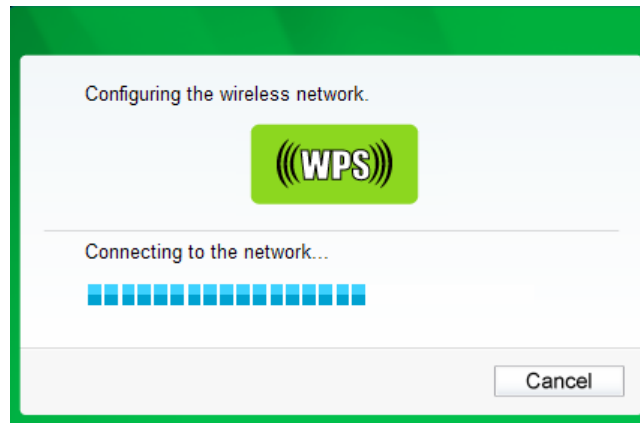 Configuring the wireless network.
(((WPS)))
Connecting to the network...
Cancel